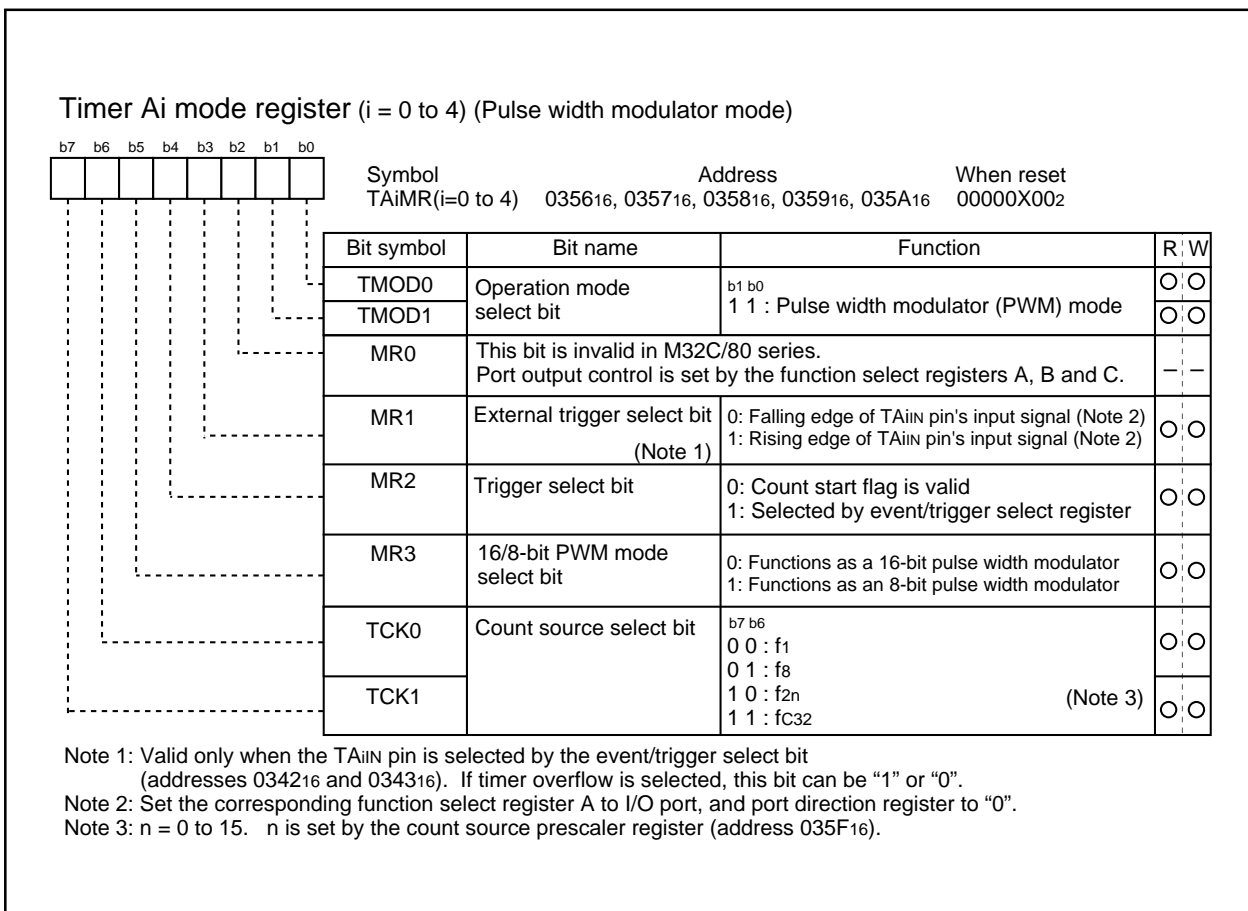 Timer Ai mode register (i = 0 to 4) (Pulse width modulator mode)
b7 b6 b5 b4 b3 b2 b1 b0
Symbol Address When reset
TAiMR(i=0 to 4) 035616, 035716, 035816, 035916, 035A16 00000X002
Bit symbol Bit name Function R W
TMOD0 Operation mode select bit b1 b0
TMOD1 1 1 : Pulse width modulator (PWM) mode
MR0 This bit is invalid in M32C/80 series.
Port output control is set by the function select registers A, B and C. – –
MR1 External trigger select bit 0: Falling edge of TAiIN pin's input signal (Note 2)
(Note 1) 1: Rising edge of TAiIN pin's input signal (Note 2)
MR2 Trigger select bit 0: Count start flag is valid
1: Selected by event/trigger select register
MR3 16/8-bit PWM mode
select bit 0: Functions as a 16-bit pulse width modulator
1: Functions as an 8-bit pulse width modulator
TCK0 Count source select bit b7 b6
0 0 : f1
0 1 : f8
TCK1 1 0 : f2n (Note 3)
1 1 : fC32
Note 1: Valid only when the TAiIN pin is selected by the event/trigger select bit
(addresses 034216 and 034316). If timer overflow is selected, this bit can be “1” or “0”.
Note 2: Set the corresponding function select register A to I/O port, and port direction register to “0”.
Note 3: n = 0 to 15. n is set by the count source prescaler register (address 035F16).